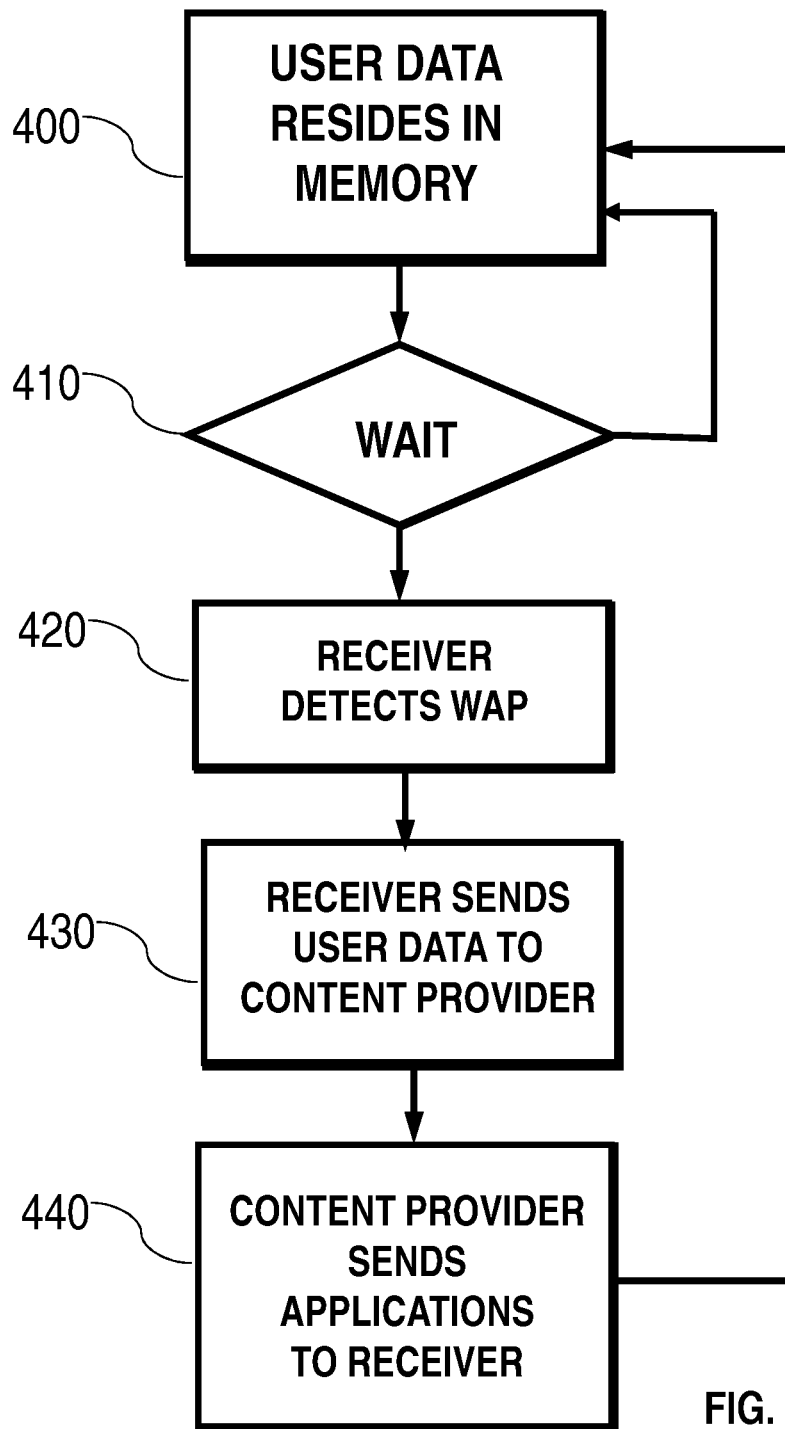 400
USER DATA
RESIDES IN
MEMORY
410
WAIT
420
RECEIVER
DETECTS WAP
430
RECEIVER SENDS
USER DATA TO
CONTENT PROVIDER
440
CONTENT PROVIDER
SENDS
APPLICATIONS
TO RECEIVER
FIG.